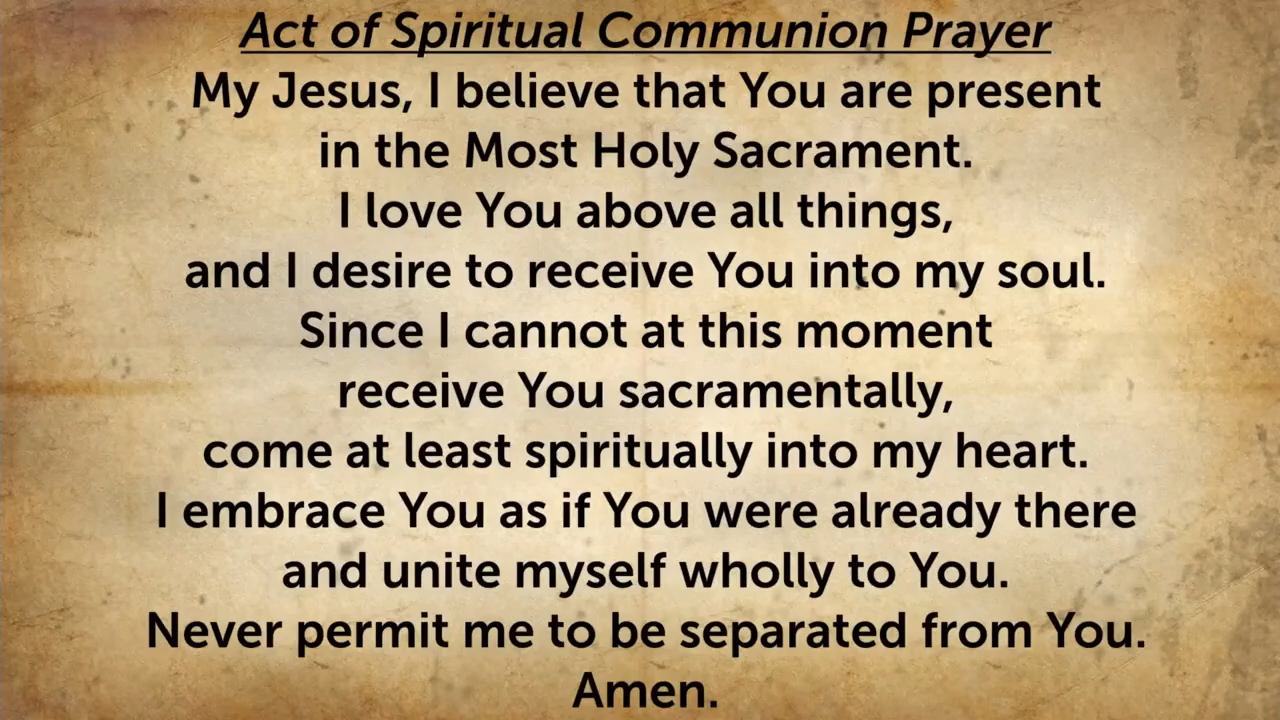 Act of Spiritual Communion Prayer
My Jesus, I believe that You are present
in the Most Holy Sacrament.
I love You above all things,
and I desire to receive You into my soul.
Since I cannot at this moment
receive You sacramentally,
come at least spiritually into my heart.
I embrace You as if You were already there
and unite myself wholly to You.
Never permit me to be separated from You.
Amen.